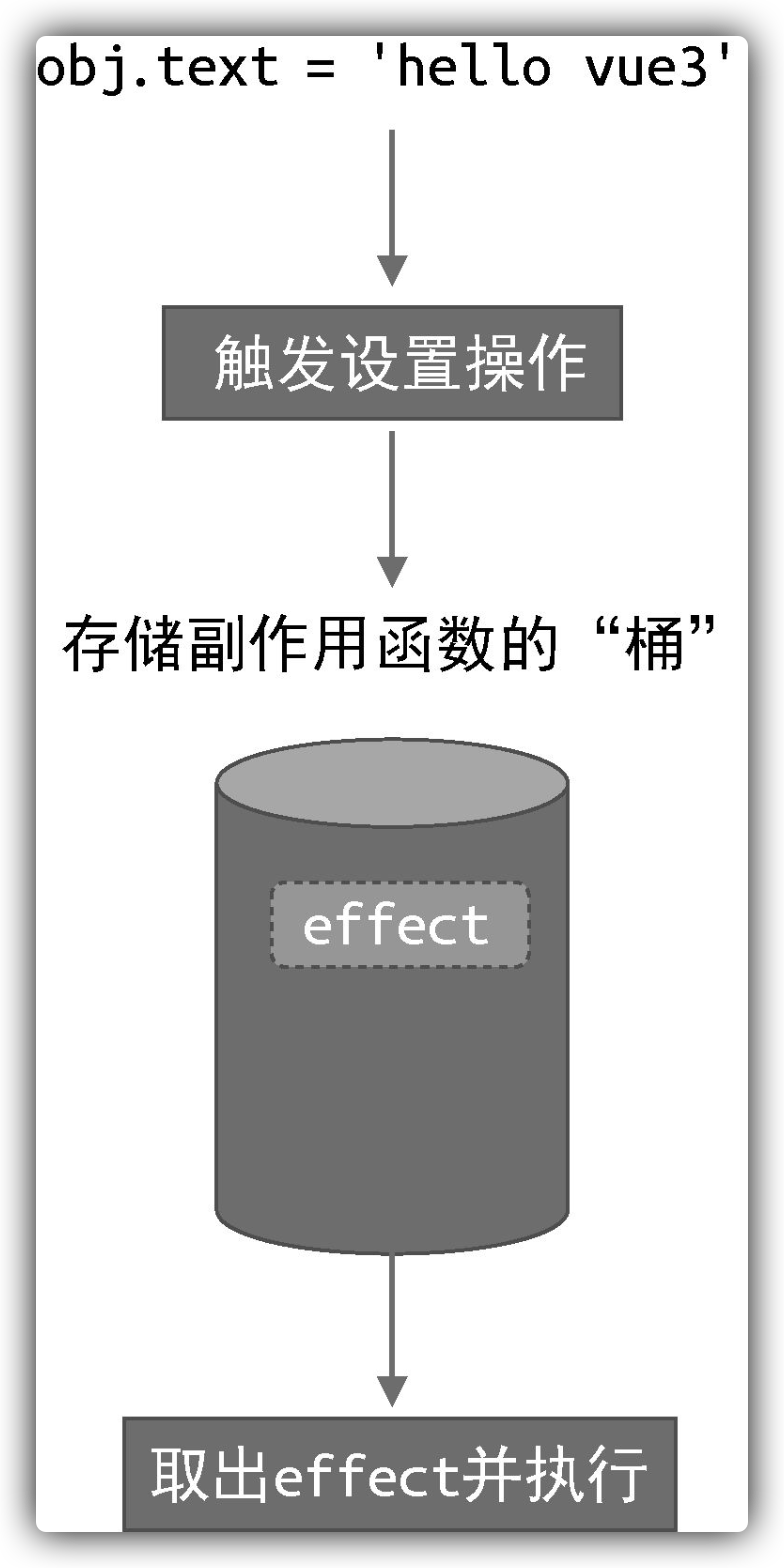 obj.text = 'hello vue3'
触发设置操作
存储副作用函数的“桶”
effect
取出effect并执行